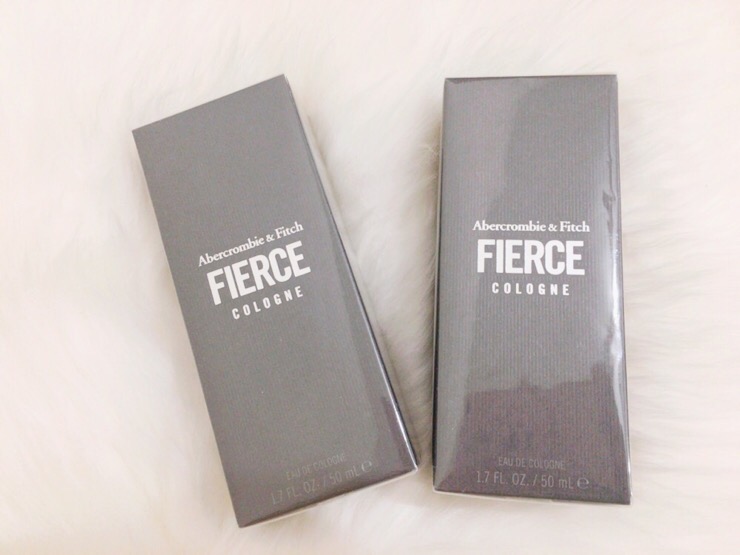 Abercrombie & Fitch
FIERCE
COLOGNE
EAU DE COLOGNE
1.7 FL. OZ. / 50 mL ℮
Abercrombie & Fitch
FIERCE
COLOGNE
EAU DE COLOGNE
1.7 FL. OZ. / 50 mL ℮